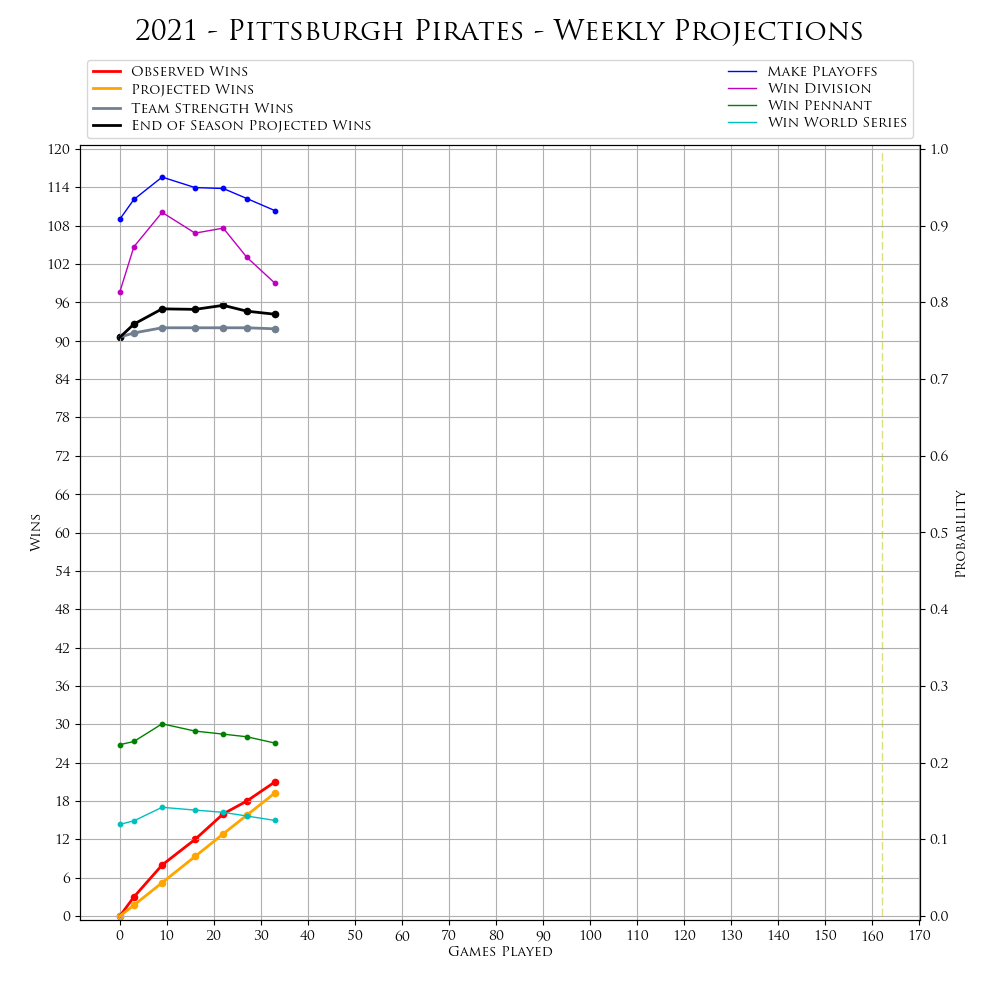 2021 - Pittsburgh Pirates - Weekly Projections
Observed Wins
Projected Wins
Team Strength Wins
End of Season Projected Wins
Make Playoffs
Win Division
Win Pennant
Win World Series
120
114
108
102
96
90
84
78
72
66
60
54
48
42
36
30
24
18
12
6
0
Wins
1.0
0.9
0.8
0.7
0.6
0.5
0.4
0.3
0.2
0.1
0.0
Probability
0 10 20 30 40 50 60 70 80 90 100 110 120 130 140 150 160 170
Games Played